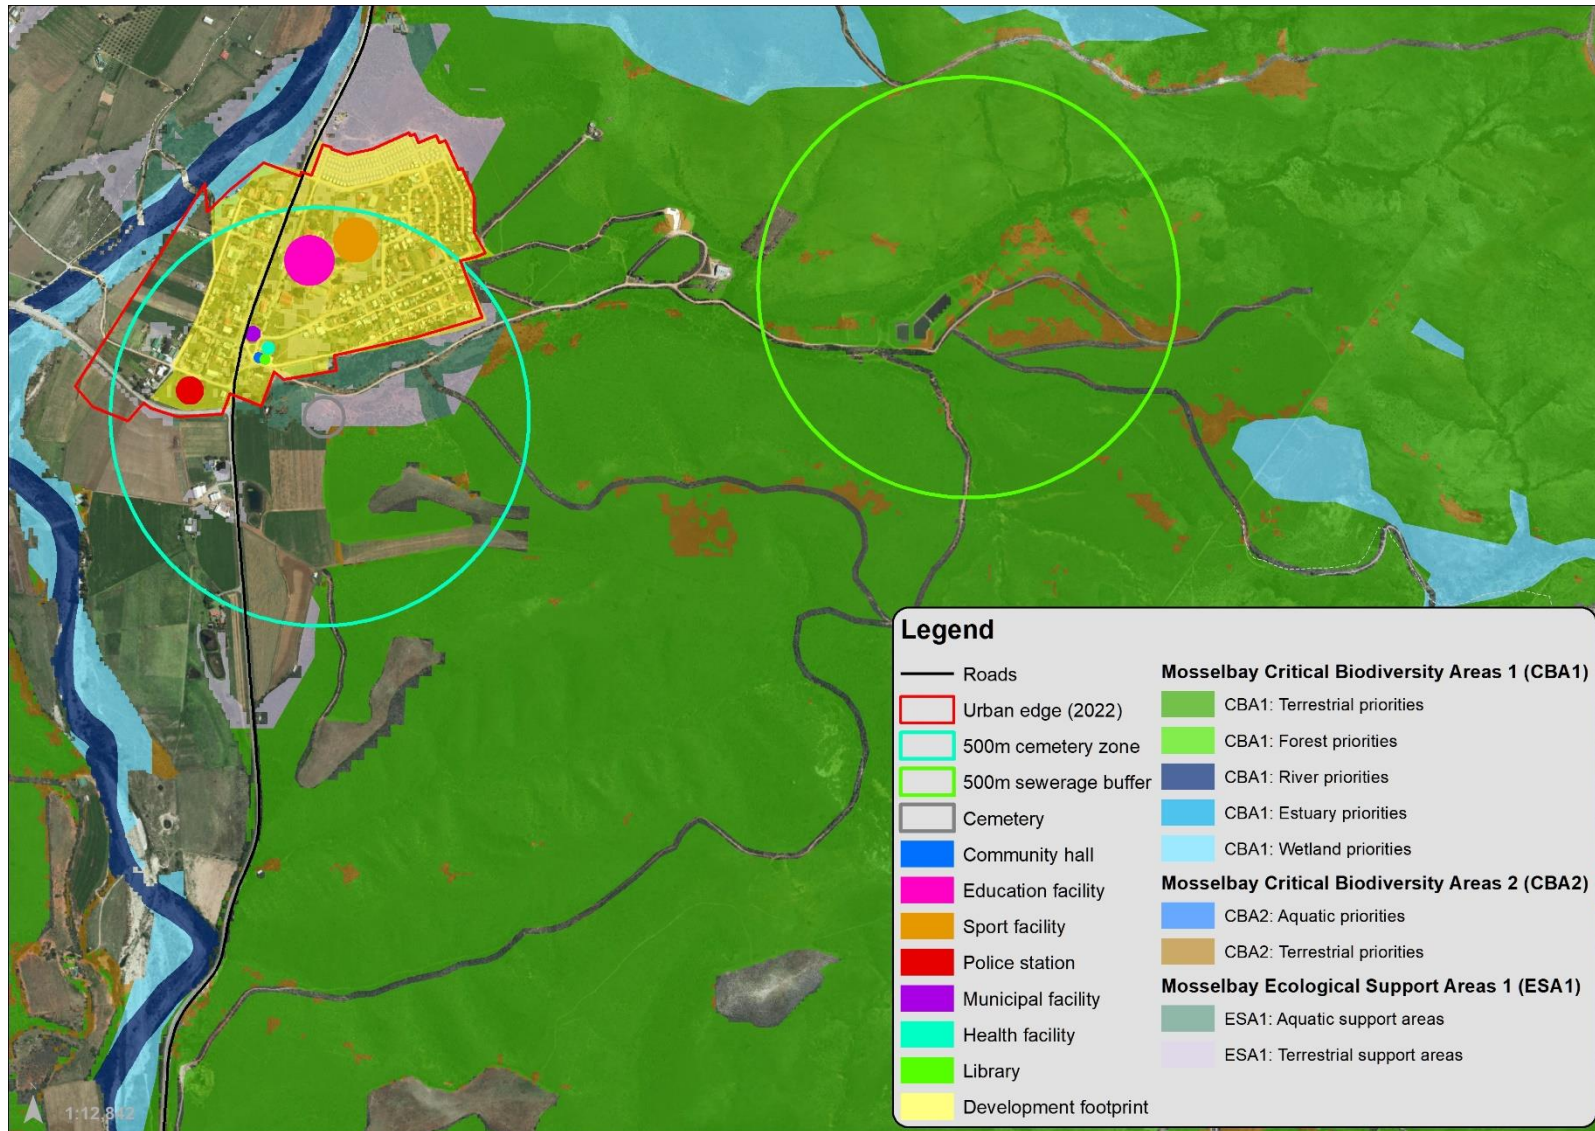 Legend
Roads
Urban edge (2022)
500m cemetery zone
500m sewerage buffer
Cemetery
Community hall
Education facility
Sport facility
Police station
Municipal facility
Health facility
Library
Development footprint
Mosselbay Critical Biodiversity Areas 1 (CBA1)
CBA1: Terrestrial priorities
CBA1: Forest priorities
CBA1: River priorities
CBA1: Estuary priorities
CBA1: Wetland priorities
Mosselbay Critical Biodiversity Areas 2 (CBA2)
CBA2: Aquatic priorities
CBA2: Terrestrial priorities
Mosselbay Ecological Support Areas 1 (ESA1)
ESA1: Aquatic support areas
ESA1: Terrestrial support areas
1:12,842